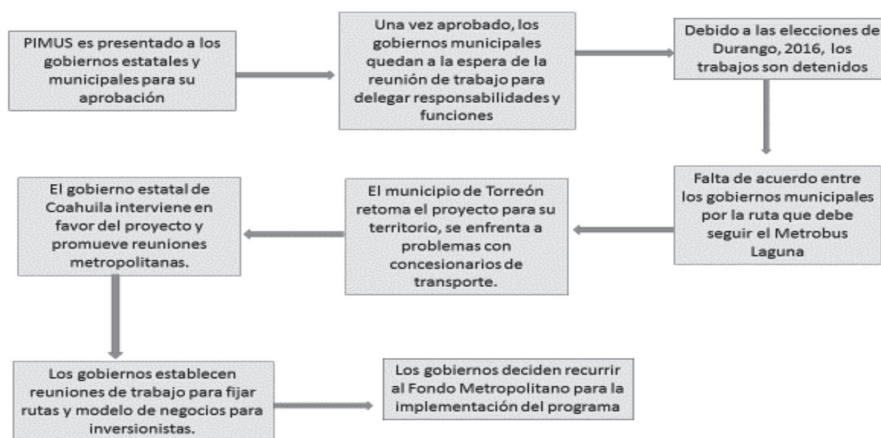 PIMUS es presentado a los
gobiernos estatales y
municipales para su
aprobación
Una vez aprobado, los
gobiernos municipales
quedan a la espera de la
reunión de trabajo para
delegar responsabilidades y
funciones
Debido a las elecciones de
Durango, 2016, los
trabajos son detenidos
Falta de acuerdo entre
los gobiernos municipales
por la ruta que debe
seguir el Metrobus
Laguna
El municipio de Torreón
retoma el proyecto para su
territorio, se enfrenta a
problemas con
concesionarios de
transporte.
El gobierno estatal de
Coahuila interviene en
favor del proyecto y
promueve reuniones
metropolitanas.
Los gobiernos establecen
reuniones de trabajo para fijar
rutas y modelo de negocios para
inversionistas.
Los gobiernos deciden recurrir
al Fondo Metropolitano para la
implementación del programa